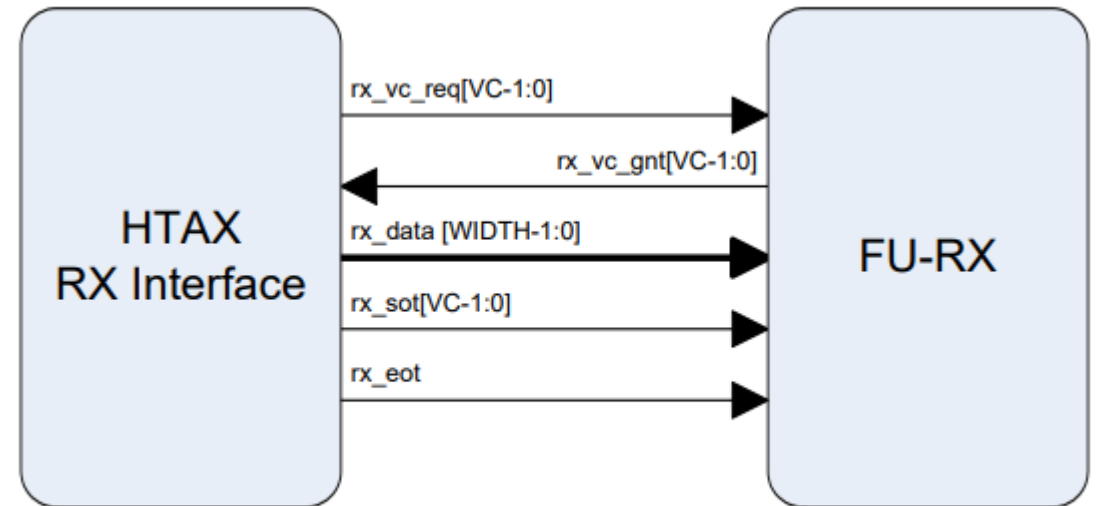 rx_vc_req[VC-1:0]
rx_vc_gnt[VC-1:0]
HTAX
RX Interface
rx_data [WIDTH-1:0]
FU-RX
rx_sot[VC-1:0]
rx_eot